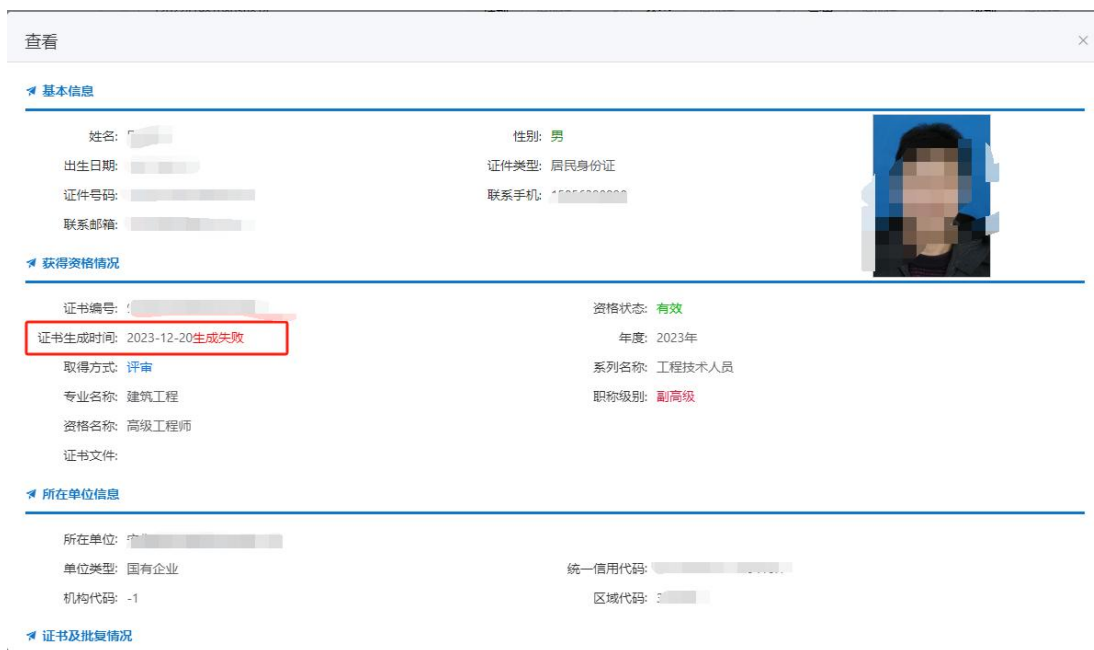 查看
基本信息
姓名: 性别: 男
出生日期: 证件类型: 居民身份证
证件号码: 联系手机:
联系邮箱:
获得资格情况
证书编号: 资格状态: 有效
证书生成时间: 2023-12-20生成失败 年度: 2023年
取得方式: 评审 系列名称: 工程技术人员
专业名称: 建筑工程 职称级别: 副高级
资格名称: 高级工程师
证书文件:
所在单位信息
所在单位:
单位类型: 国有企业 统一信用代码:
机构代码: -1 区域代码:
证书及批复情况